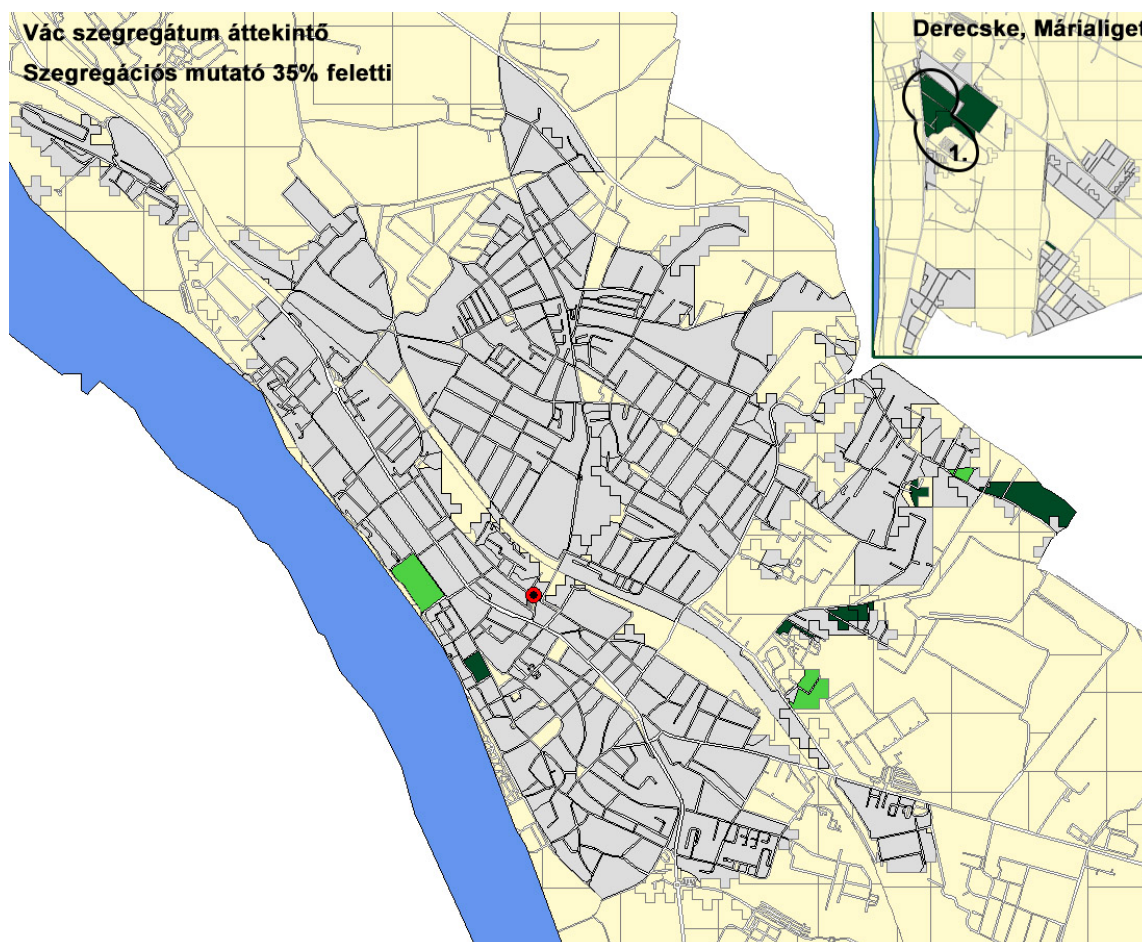 Vác szegregátum áttekintő
Szegregációs mutató 35% feletti
Derecske, Márialiget
1.